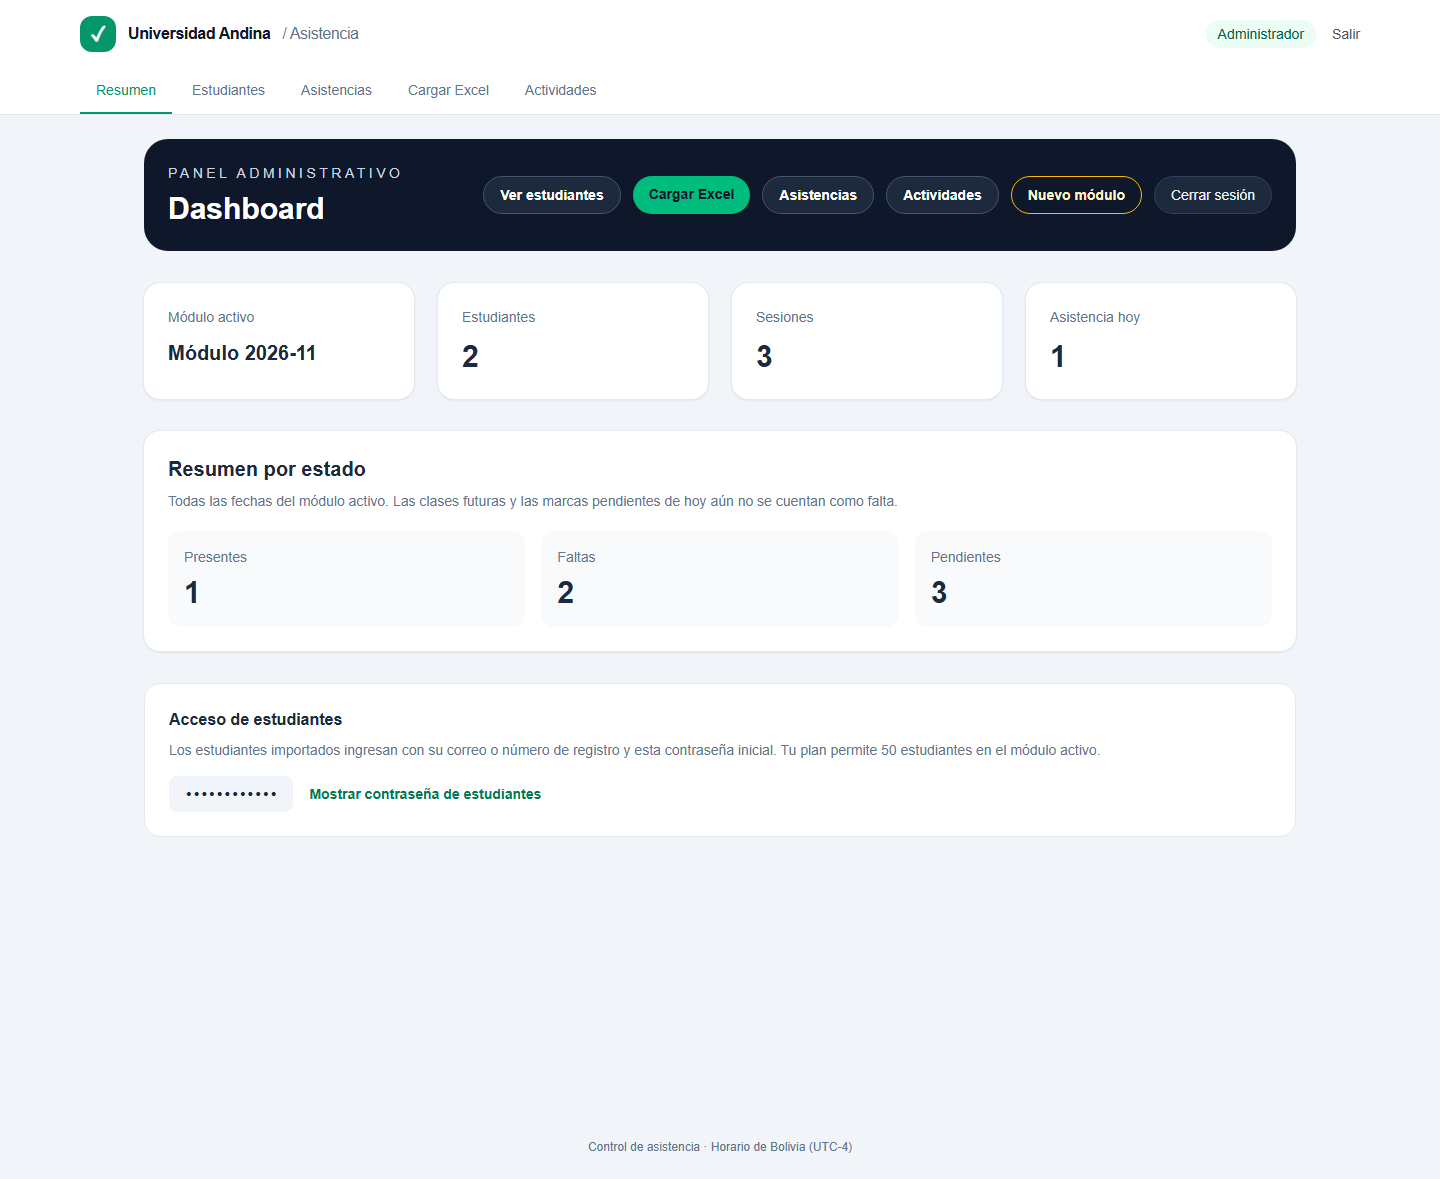 Universidad Andina / Asistencia
Administrador Salir
Resumen Estudiantes Asistencias Cargar Excel Actividades
PANEL ADMINISTRATIVO
Dashboard
Ver estudiantes Cargar Excel Asistencias Actividades Nuevo módulo Cerrar sesión
Módulo activo
Módulo 2026-11
Estudiantes
2
Sesiones
3
Asistencia hoy
1
Resumen por estado
Todas las fechas del módulo activo. Las clases futuras y las marcas pendientes de hoy aún no se cuentan como falta.
Presentes
1
Faltas
2
Pendientes
3
Acceso de estudiantes
Los estudiantes importados ingresan con su correo o número de registro y esta contraseña inicial. Tu plan permite 50 estudiantes en el módulo activo.
•••••••••••• Mostrar contraseña de estudiantes
Control de asistencia · Horario de Bolivia (UTC-4)